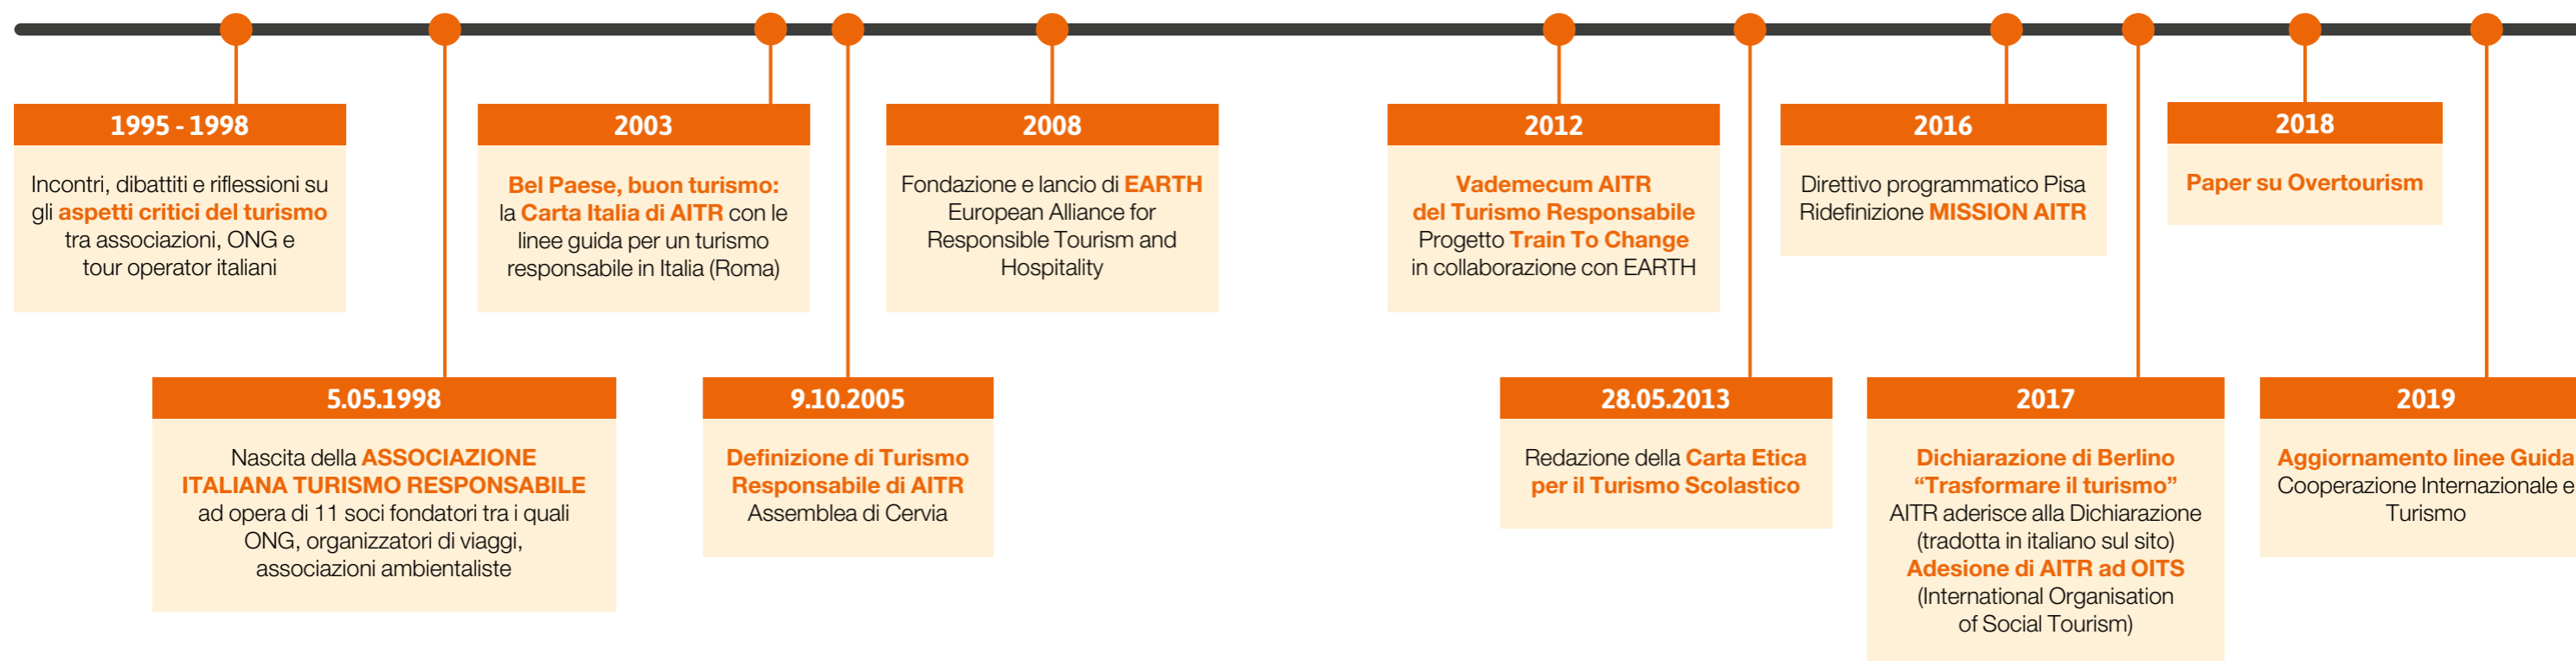 1995 - 1998
Incontri, dibattiti e riflessioni su
gli aspetti critici del turismo
tra associazioni, ONG e
tour operator italiani
5.05.1998
Nascita della ASSOCIAZIONE
ITALIANA TURISMO RESPONSABILE
ad opera di 11 soci fondatori tra i quali
ONG, organizzatori di viaggi,
associazioni ambientaliste
2003
Bel Paese, buon turismo:
la Carta Italia di AITR con le
linee guida per un turismo
responsabile in Italia (Roma)
9.10.2005
Definizione di Turismo
Responsabile di AITR
Assemblea di Cervia
2008
Fondazione e lancio di EARTH
European Alliance for
Responsible Tourism and
Hospitality
2012
Vademecum AITR
del Turismo Responsabile
Progetto Train To Change
in collaborazione con EARTH
28.05.2013
Redazione della Carta Etica
per il Turismo Scolastico
2016
Direttivo programmatico Pisa
Ridefinizione MISSION AITR
2017
Dichiarazione di Berlino
“Trasformare il turismo”
AITR aderisce alla Dichiarazione
(tradotta in italiano sul sito)
Adesione di AITR ad OITS
(International Organisation
of Social Tourism)
2018
Paper su Overtourism
2019
Aggiornamento linee Guida
Cooperazione Internazionale e
Turismo